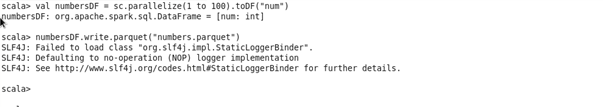 scala> val numbersDF = sc.parallelize(1 to 100).toDF("num")
numbersDF: org.apache.spark.sql.DataFrame = [num: int]
scala> numbersDF.write.parquet("numbers.parquet")
SLF4J: Failed to load class "org.slf4j.impl.StaticLoggerBinder".
SLF4J: Defaulting to no-operation (NOP) logger implementation
SLF4J: See http://www.slf4j.org/codes.html#StaticLoggerBinder for further details.
scala>